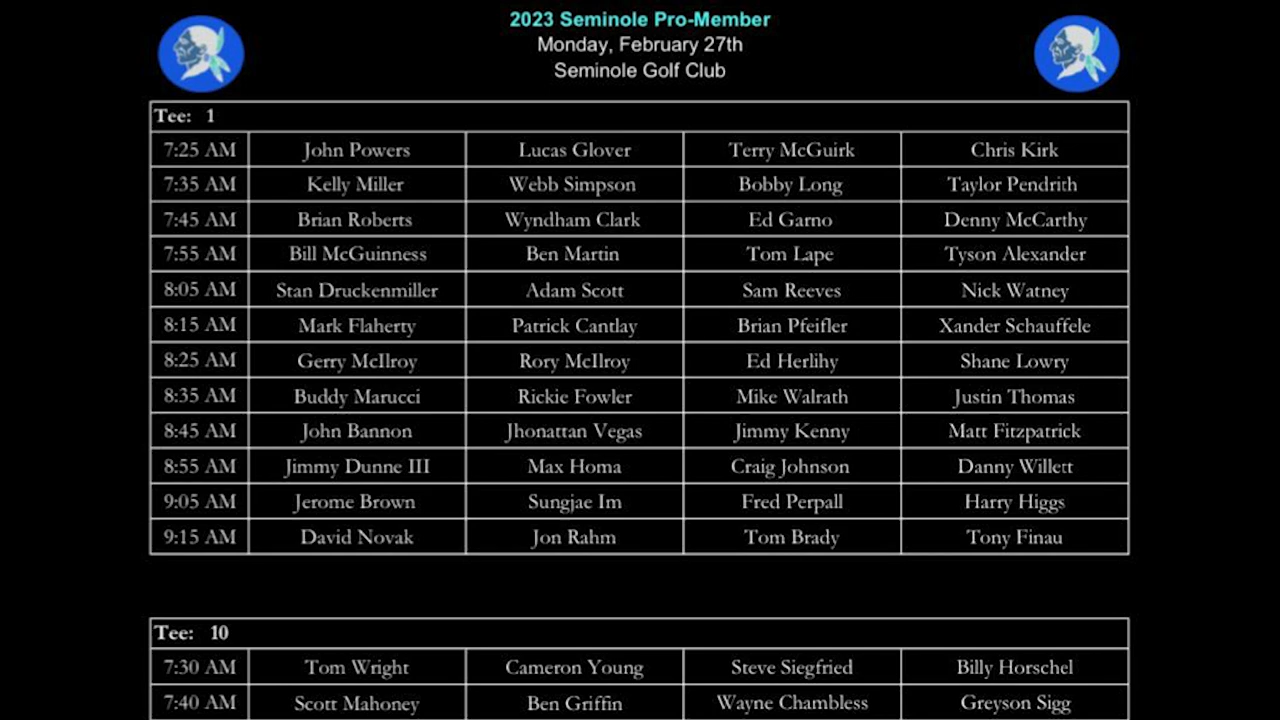 2023 Seminole Pro-Member
Monday, February 27th
Seminole Golf Club
Tee: 1
7:25 AM John Powers Lucas Glover Terry McGuirk Chris Kirk
7:35 AM Kelly Miller Webb Simpson Bobby Long Taylor Pendrith
7:45 AM Brian Roberts Wyndham Clark Ed Garno Denny McCarthy
7:55 AM Bill McGuinness Ben Martin Tom Lape Tyson Alexander
8:05 AM Stan Druckenmiller Adam Scott Sam Reeves Nick Watney
8:15 AM Mark Flaherty Patrick Cantlay Brian Pfeifler Xander Schauffele
8:25 AM Gerry McIlroy Rory McIlroy Ed Herlihy Shane Lowry
8:35 AM Buddy Marucci Rickie Fowler Mike Walrath Justin Thomas
8:45 AM John Bannon Jhonattan Vegas Jimmy Kenny Matt Fitzpatrick
8:55 AM Jimmy Dunne III Max Homa Craig Johnson Danny Willett
9:05 AM Jerome Brown Sungjae Im Fred Perpall Harry Higgs
9:15 AM David Novak Jon Rahm Tom Brady Tony Finau
Tee: 10
7:30 AM Tom Wright Cameron Young Steve Siegfried Billy Horschel
7:40 AM Scott Mahoney Ben Griffin Wayne Chambless Greyson Sigg